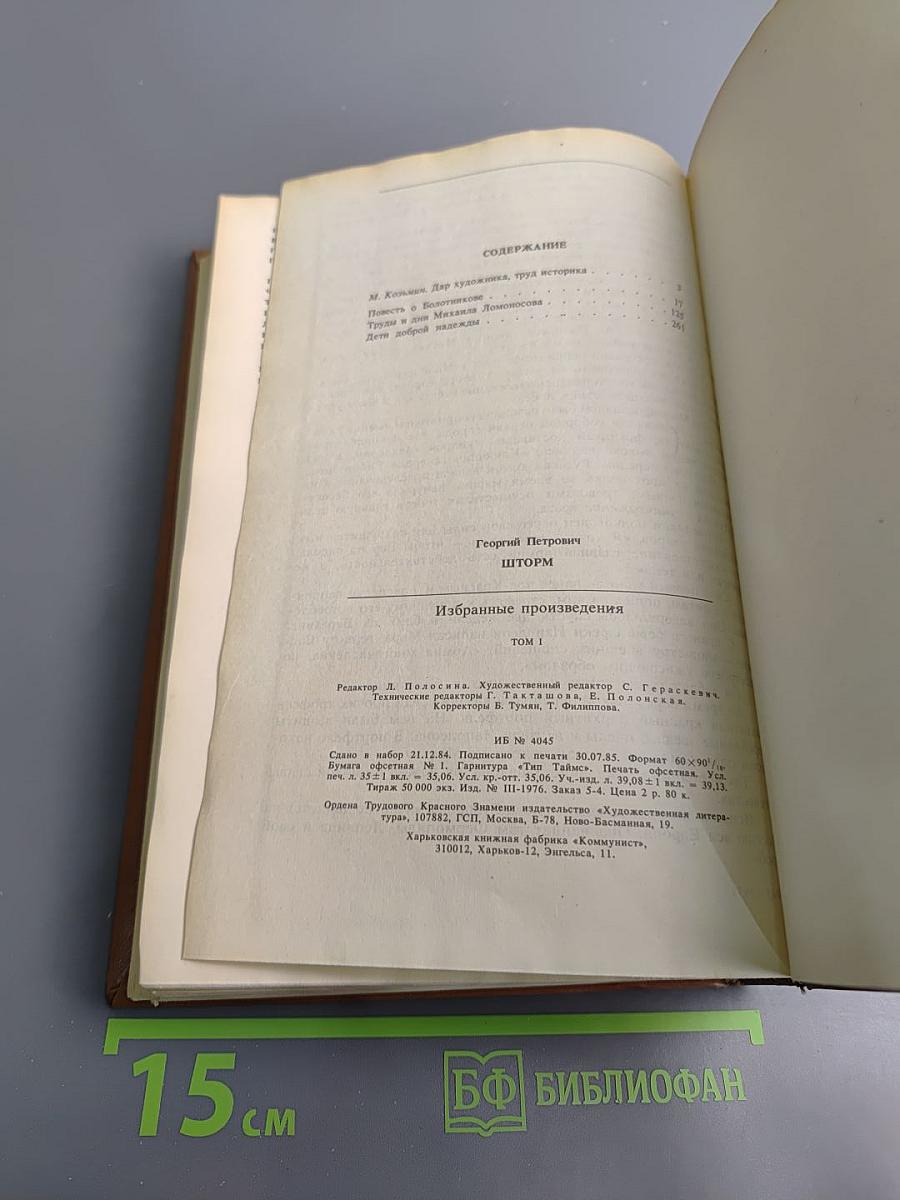 СОДЕРЖАНИЕ
М. Козьмин. Дар художника, труд историка . . . . . . 3
Повесть о Болотникове . . . . . . . . . . 17
Труды и дни Михаила Ломоносова . . . . . . . . 125
Дети доброй надежды . . . . . . . . . . 261
Георгий Петрович
ШТОРМ
Избранные произведения
ТОМ 1
Редактор Л. Полосина. Художественный редактор С. Гераскевич.
Технические редакторы Г. Такташова, Е. Полонская.
Корректоры Б. Тумян, Т. Филиппова.
ИБ № 4045
Сдано в набор 21.12.84. Подписано к печати 30.07.85. Формат 60×90¹/₁₆.
Бумага офсетная № 1. Гарнитура «Тип Таймс». Печать офсетная. Усл.
печ. л. 35±1 вкл. = 35,06. Усл. кр.-отт. 35,06. Уч.-изд. л. 39,08±1 вкл. = 39,13.
Тираж 50 000 экз. Изд. № III-1976. Заказ 5-4. Цена 2 р. 80 к.
Ордена Трудового Красного Знамени издательство «Художественная литера-
тура», 107882, ГСП, Москва, Б-78, Ново-Басманная, 19.
Харьковская книжная фабрика «Коммунист»,
310012, Харьков-12, Энгельса, 11.
15 см
БФ БИБЛИОФАН